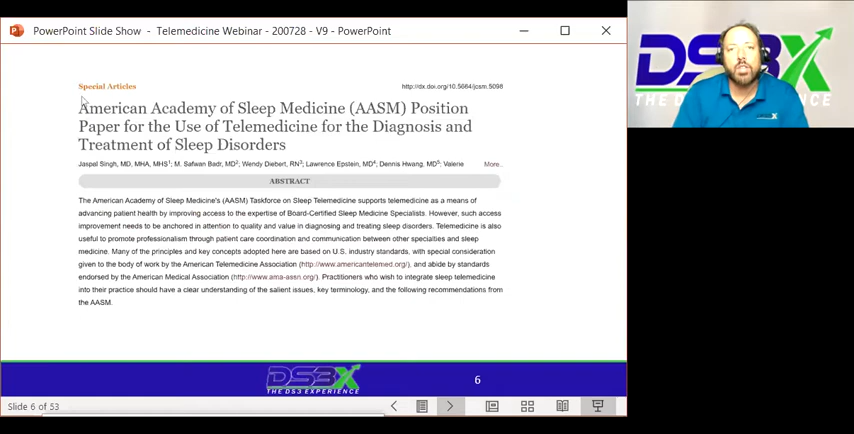 PowerPoint Slide Show - Telemedicine Webinar - 200728 - V9 - PowerPoint
Special Articles
http://dx.doi.org/10.5664/jcsm.5098
American Academy of Sleep Medicine (AASM) Position
Paper for the Use of Telemedicine for the Diagnosis and
Treatment of Sleep Disorders
Jaspal Singh, MD, MHA, MHS1; M. Safwan Badr, MD2; Wendy Diebert, RN3; Lawrence Epstein, MD4; Dennis Hwang, MD5; Valerie More..
ABSTRACT
The American Academy of Sleep Medicine's (AASM) Taskforce on Sleep Telemedicine supports telemedicine as a means of
advancing patient health by improving access to the expertise of Board-Certified Sleep Medicine Specialists. However, such access
improvement needs to be anchored in attention to quality and value in diagnosing and treating sleep disorders. Telemedicine is also
useful to promote professionalism through patient care coordination and communication between other specialties and sleep
medicine. Many of the principles and key concepts adopted here are based on U.S. industry standards, with special consideration
given to the body of work by the American Telemedicine Association (http://www.americantelemed.org/), and abide by standards
endorsed by the American Medical Association (http://www.ama-assn.org/). Practitioners who wish to integrate sleep telemedicine
into their practice should have a clear understanding of the salient issues, key terminology, and the following recommendations from
the AASM.
DS3X
THE DS3 EXPERIENCE
6
Slide 6 of 53
DS3X
THE DS3 EXPERIENCE